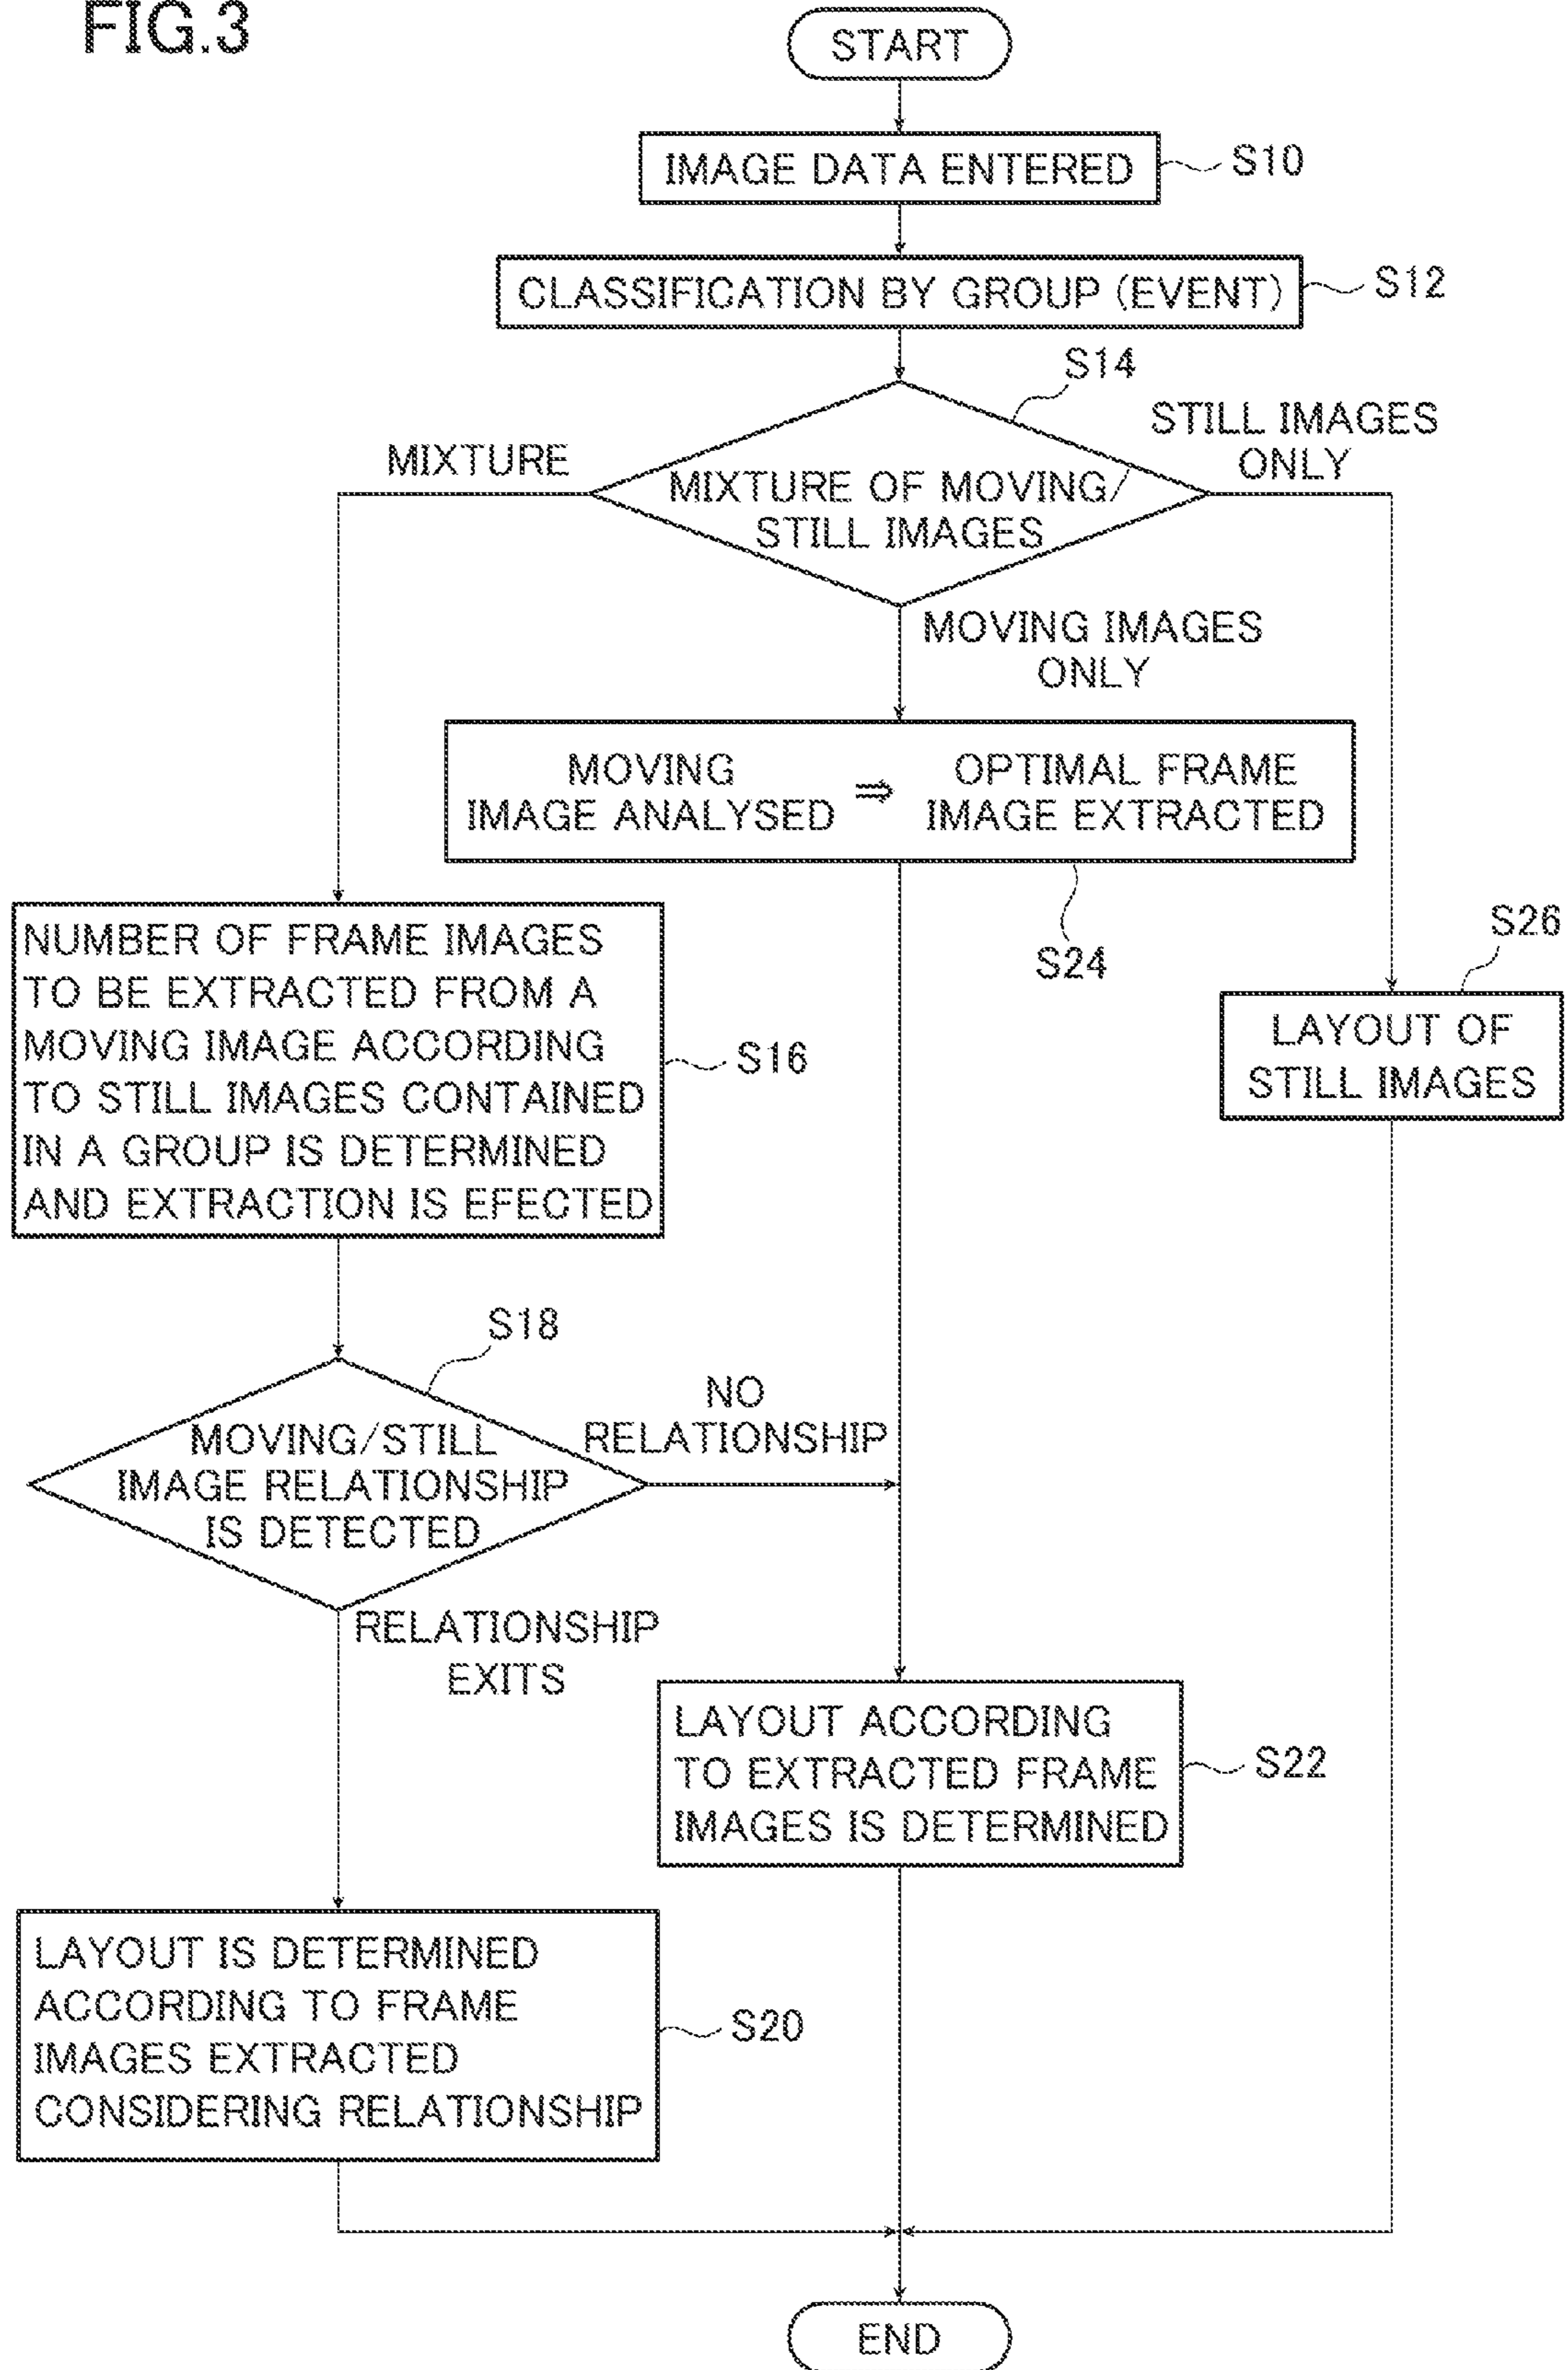 FIG.3
START
IMAGE DATA ENTERED
S10
CLASSIFICATION BY GROUP (EVENT)
S12
S14
MIXTURE OF MOVING/
STILL IMAGES
MIXTURE
STILL IMAGES
ONLY
MOVING IMAGES
ONLY
MOVING
IMAGE ANALYSED
⇒
OPTIMAL FRAME
IMAGE EXTRACTED
S24
NUMBER OF FRAME IMAGES
TO BE EXTRACTED FROM A
MOVING IMAGE ACCORDING
TO STILL IMAGES CONTAINED
IN A GROUP IS DETERMINED
AND EXTRACTION IS EFECTED
S16
S26
LAYOUT OF
STILL IMAGES
S18
MOVING/STILL
IMAGE RELATIONSHIP
IS DETECTED
NO
RELATIONSHIP
RELATIONSHIP
EXITS
LAYOUT ACCORDING
TO EXTRACTED FRAME
IMAGES IS DETERMINED
S22
LAYOUT IS DETERMINED
ACCORDING TO FRAME
IMAGES EXTRACTED
CONSIDERING RELATIONSHIP
S20
END